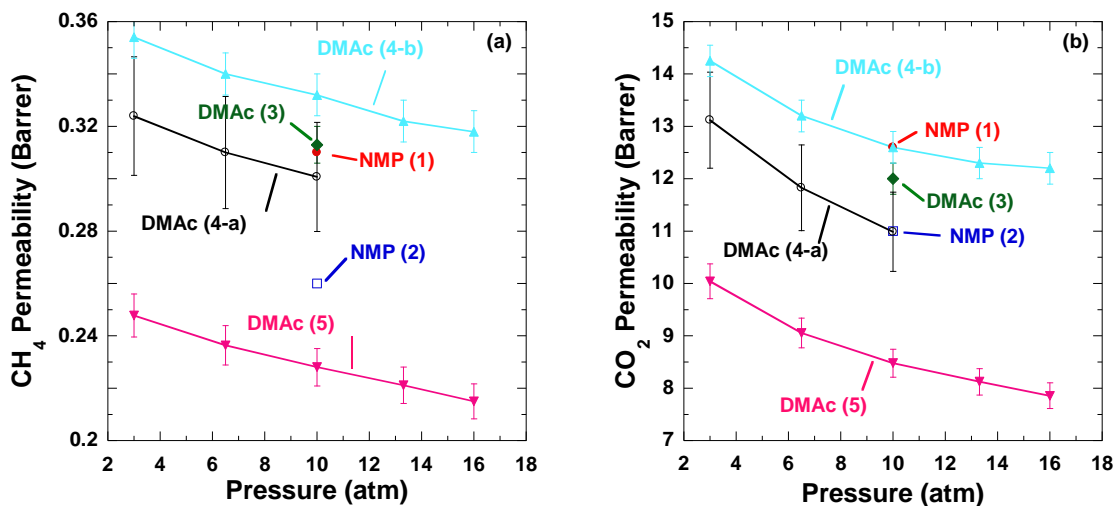 (a)
CH4 Permeability (Barrer)
0.36
0.32
0.28
0.24
0.2
2 4 6 8 10 12 14 16 18
Pressure (atm)
DMAc (4-b)
DMAc (3)
NMP (1)
DMAc (4-a)
NMP (2)
DMAc (5)
(b)
CO2 Permeability (Barrer)
15
14
13
12
11
10
9
8
7
2 4 6 8 10 12 14 16 18
Pressure (atm)
DMAc (4-b)
NMP (1)
DMAc (3)
NMP (2)
DMAc (4-a)
DMAc (5)